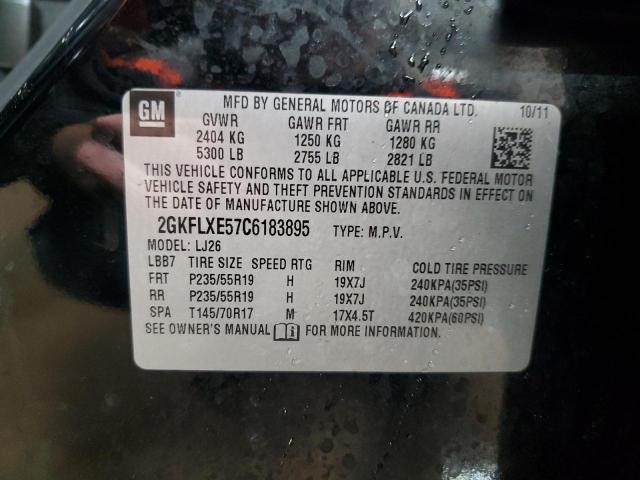 GM
MFD BY GENERAL MOTORS OF CANADA LTD. 10/11
GVWR GAWR FRT GAWR RR
2404 KG 1250 KG 1280 KG
5300 LB 2755 LB 2821 LB
THIS VEHICLE CONFORMS TO ALL APPLICABLE U.S. FEDERAL MOTOR
VEHICLE SAFETY AND THEFT PREVENTION STANDARDS IN EFFECT ON
THE DATE OF MANUFACTURE SHOWN ABOVE.
2GKFLXE57C6183895 TYPE: M.P.V.
MODEL: LJ26
LBB7 TIRE SIZE SPEED RTG RIM COLD TIRE PRESSURE
FRT P235/55R19 H 19X7J 240KPA(35PSI)
RR P235/55R19 H 19X7J 240KPA(35PSI)
SPA T145/70R17 M 17X4.5T 420KPA(60PSI)
SEE OWNER'S MANUAL FOR MORE INFORMATION.